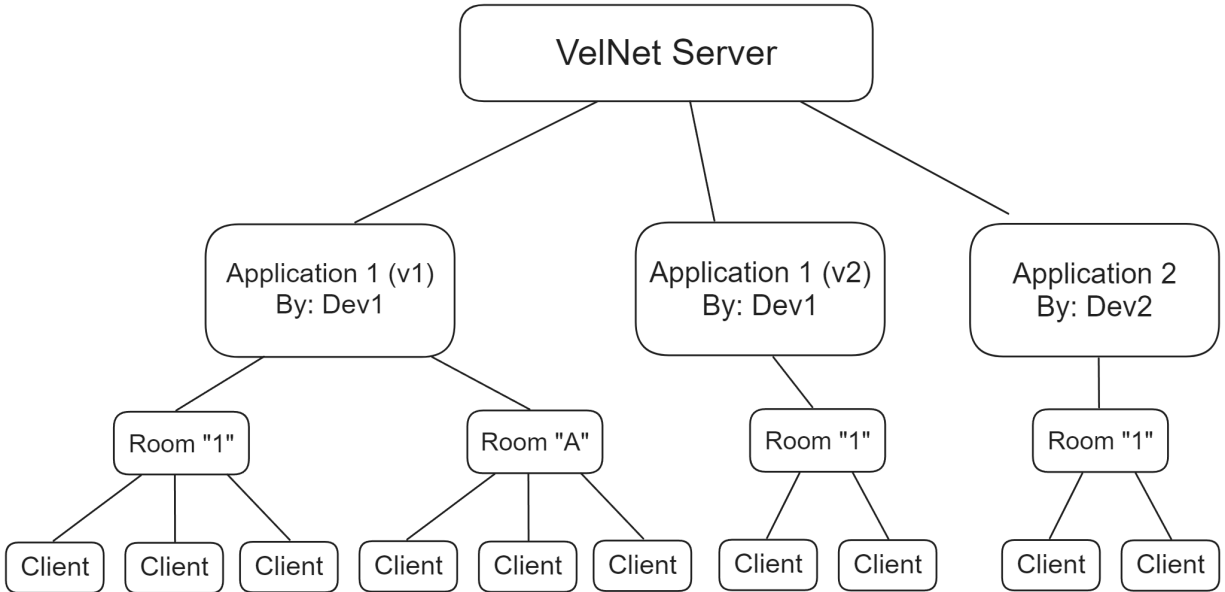 VelNet Server
Application 1 (v1)
By: Dev1
Application 1 (v2)
By: Dev1
Application 2
By: Dev2
Room "1"
Room "A"
Room "1"
Room "1"
Client
Client
Client
Client
Client
Client
Client
Client
Client
Client